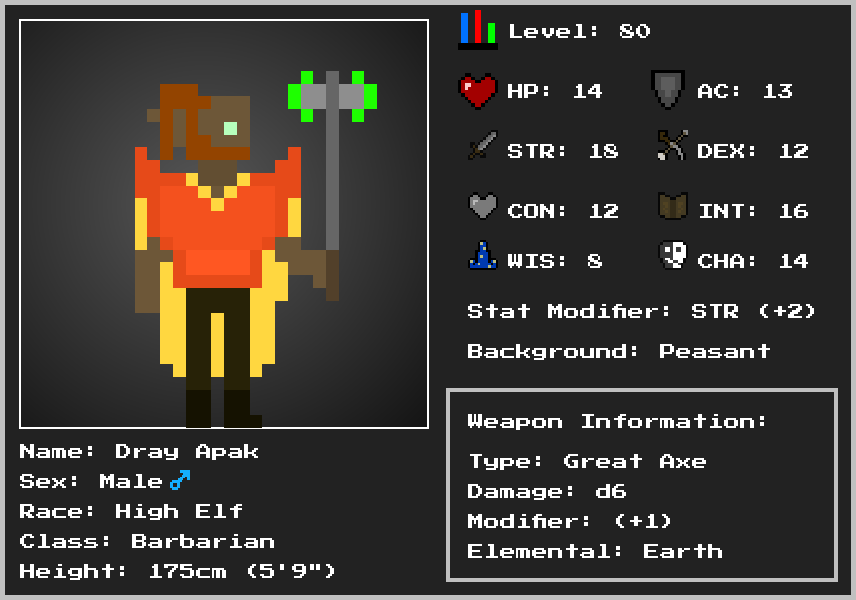 Level: 80
HP: 14 AC: 13
STR: 18 DEX: 12
CON: 12 INT: 16
WIS: 8 CHA: 14
Stat Modifier: STR (+2)
Background: Peasant
Weapon Information:
Type: Great Axe
Damage: d6
Modifier: (+1)
Elemental: Earth
Name: Dray Apak
Sex: Male♂
Race: High Elf
Class: Barbarian
Height: 175cm (5'9")